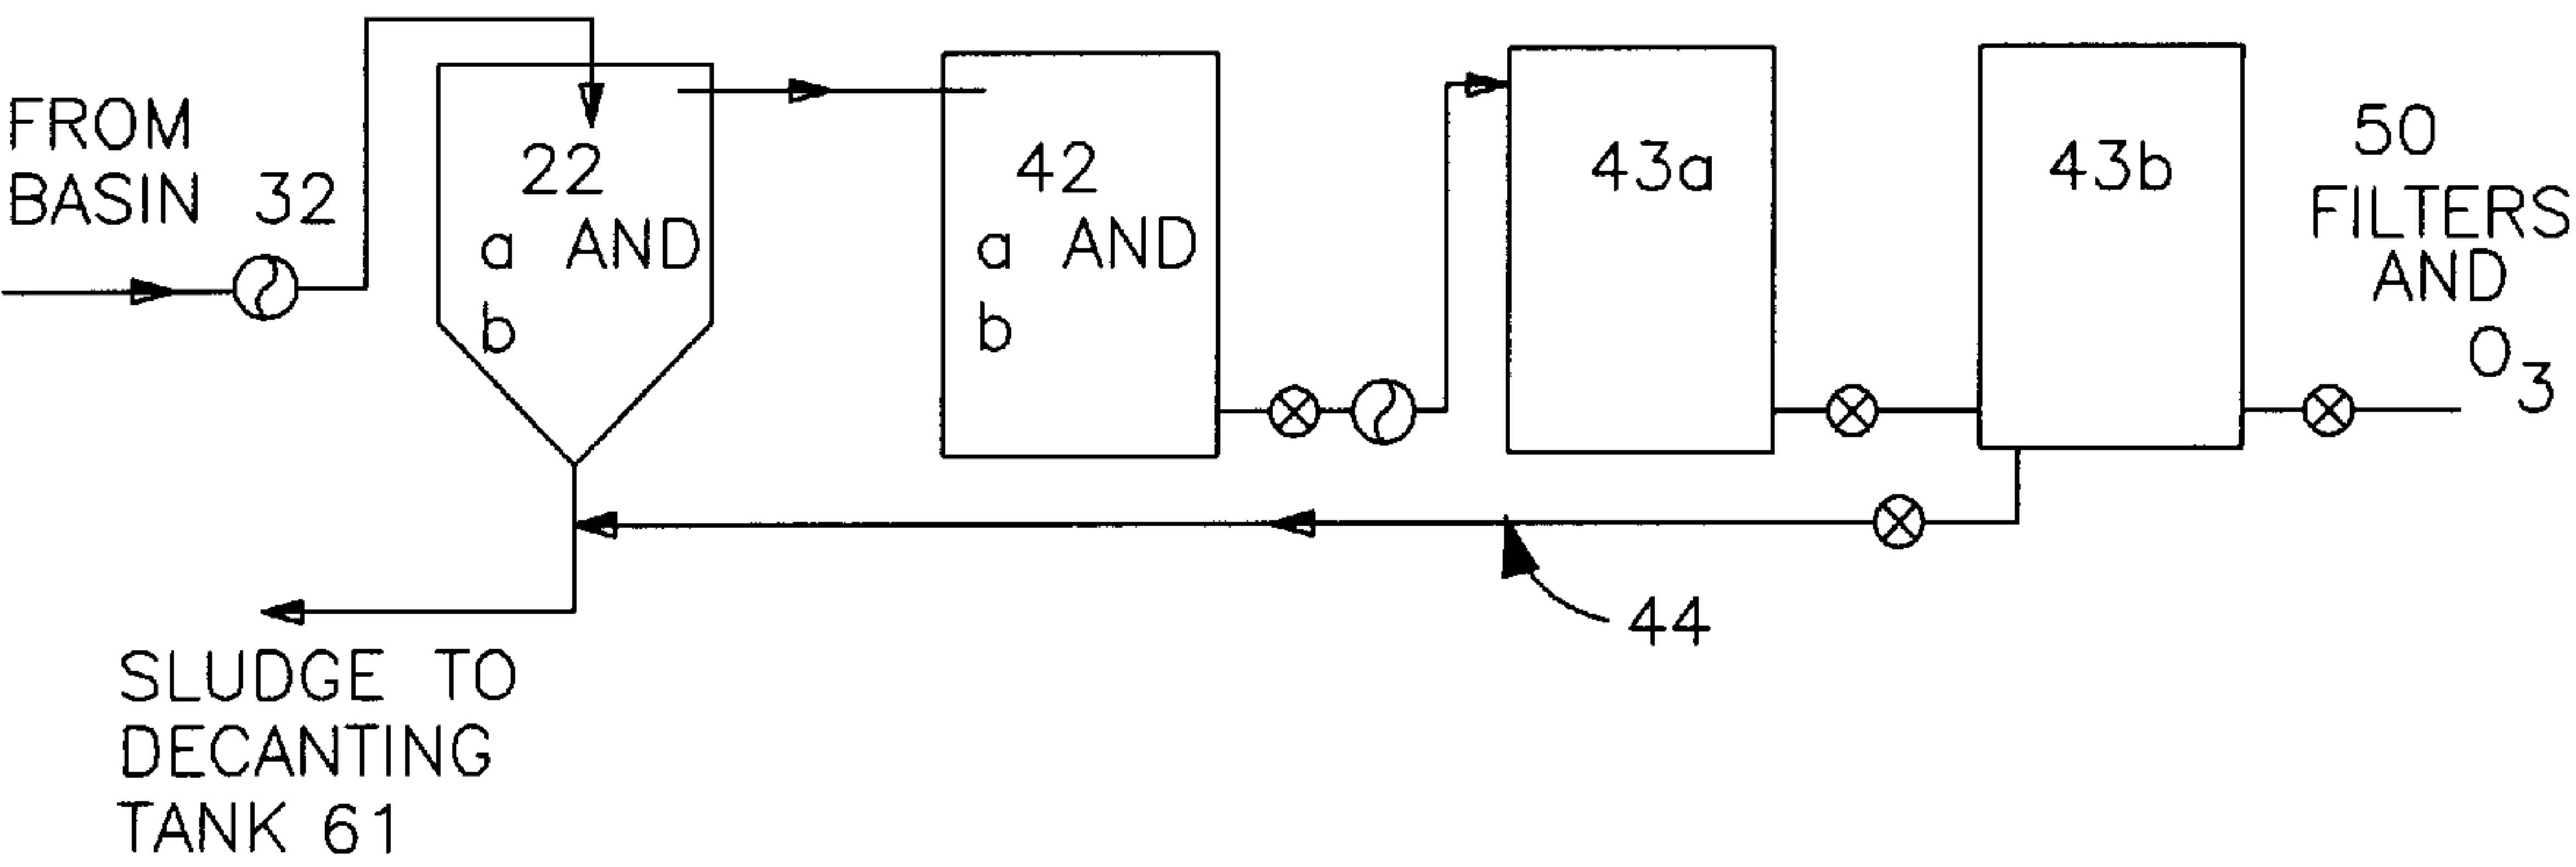 FROM
BASIN 32
22
a AND
b
42
a AND
b
43a
43b
50
FILTERS
AND
O3
44
SLUDGE TO
DECANTING
TANK 61